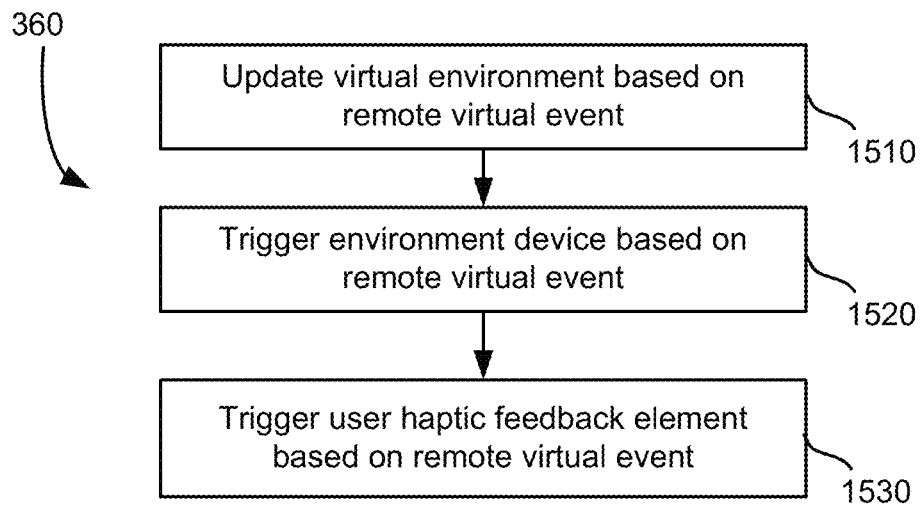 360
Update virtual environment based on
remote virtual event
1510
Trigger environment device based on
remote virtual event
1520
Trigger user haptic feedback element
based on remote virtual event
1530